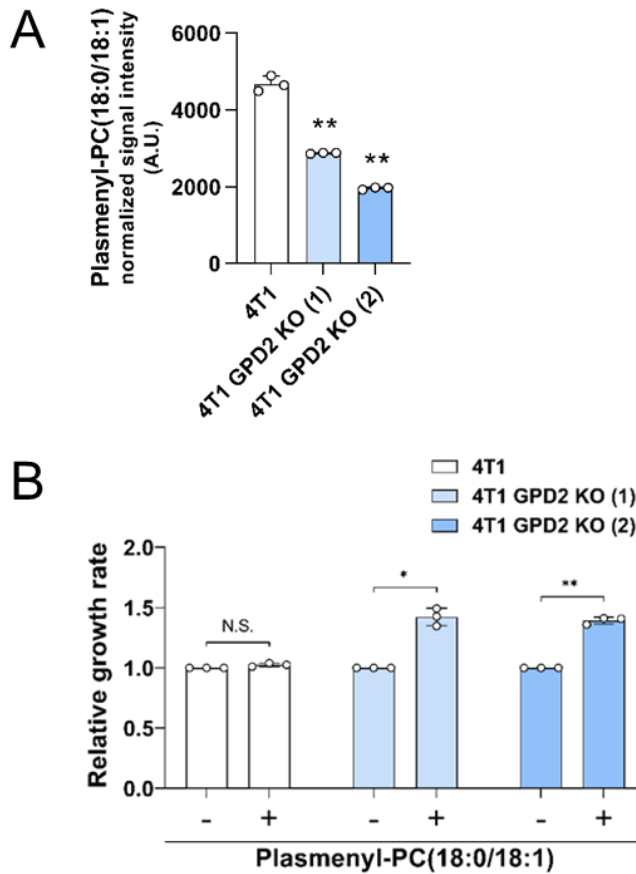 A
Plasmenyl-PC(18:0/18:1)
normalized signal intensity
(A.U.)
6000
4000
2000
0
**
**
4T1
4T1 GPD2 KO (1)
4T1 GPD2 KO (2)
B
4T1
4T1 GPD2 KO (1)
4T1 GPD2 KO (2)
Relative growth rate
2.0
1.5
1.0
0.5
0.0
N.S.
*
**
- + - + - +
Plasmenyl-PC(18:0/18:1)